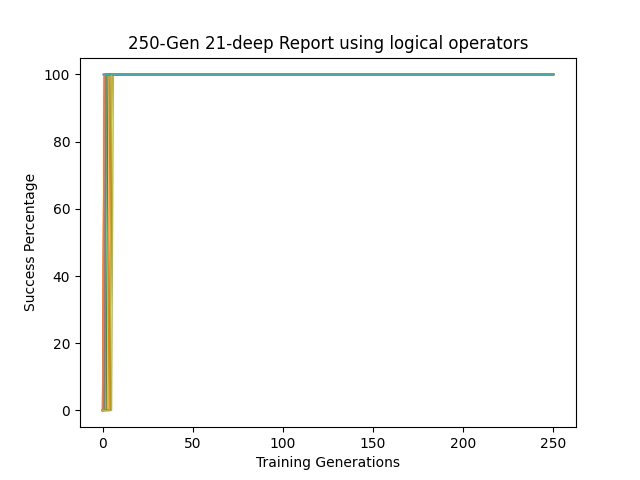 250-Gen 21-deep Report using logical operators
100
80
60
40
20
0
Success Percentage
0 50 100 150 200 250
Training Generations